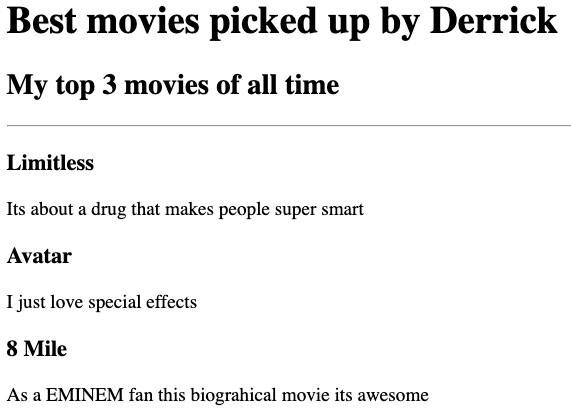 Best movies picked up by Derrick
My top 3 movies of all time
Limitless
Its about a drug that makes people super smart
Avatar
I just love special effects
8 Mile
As a EMINEM fan this biograhical movie its awesome